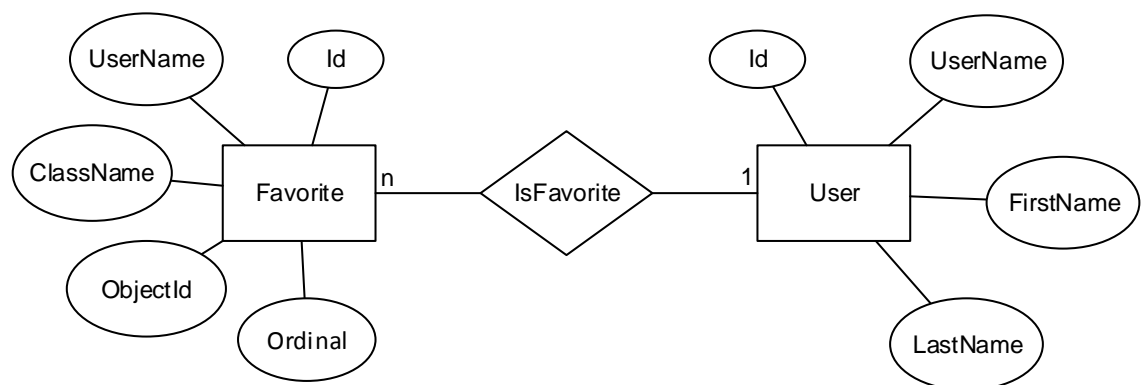 UserName
Id
Id
UserName
ClassName
Favorite
n
IsFavorite
1
User
FirstName
ObjectId
Ordinal
LastName